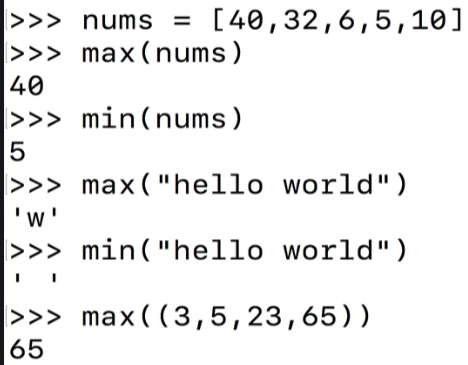 >>> nums = [40,32,6,5,10]
>>> max(nums)
40
>>> min(nums)
5
>>> max("hello world")
'w'
>>> min("hello world")
' '
>>> max((3,5,23,65))
65